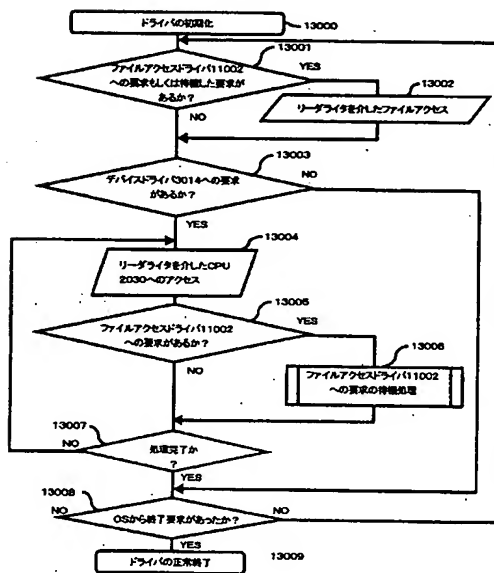 ドライバの初期化
13000
13001
ファイルアクセスドライバ11002
への要求もしくは待機した要求が
あるか?
YES
13002
リーダライタを介したファイルアクセス
NO
13003
デバイスドライバ3014への要求
があるか?
NO
YES
13004
リーダライタを介したCPU
2030へのアクセス
13005
ファイルアクセスドライバ11002
への要求があるか?
YES
13006
ファイルアクセスドライバ11002
への要求の待機処理
NO
13007
NO
処理完了か
?
YES
13008
NO
OSから終了要求があったか?
NO
YES
ドライバの正常終了
13009